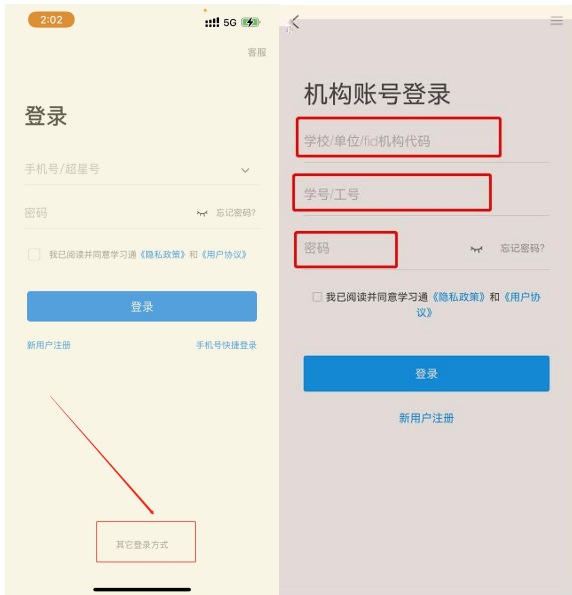 2:02
5G
客服
登录
手机号/超星号
密码
忘记密码?
我已阅读并同意学习通《隐私政策》和《用户协议》
登录
新用户注册
手机号快捷登录
其它登录方式
机构账号登录
学校/单位/fid机构代码
学号/工号
密码
忘记密码?
我已阅读并同意学习通《隐私政策》和《用户协
议》
登录
新用户注册